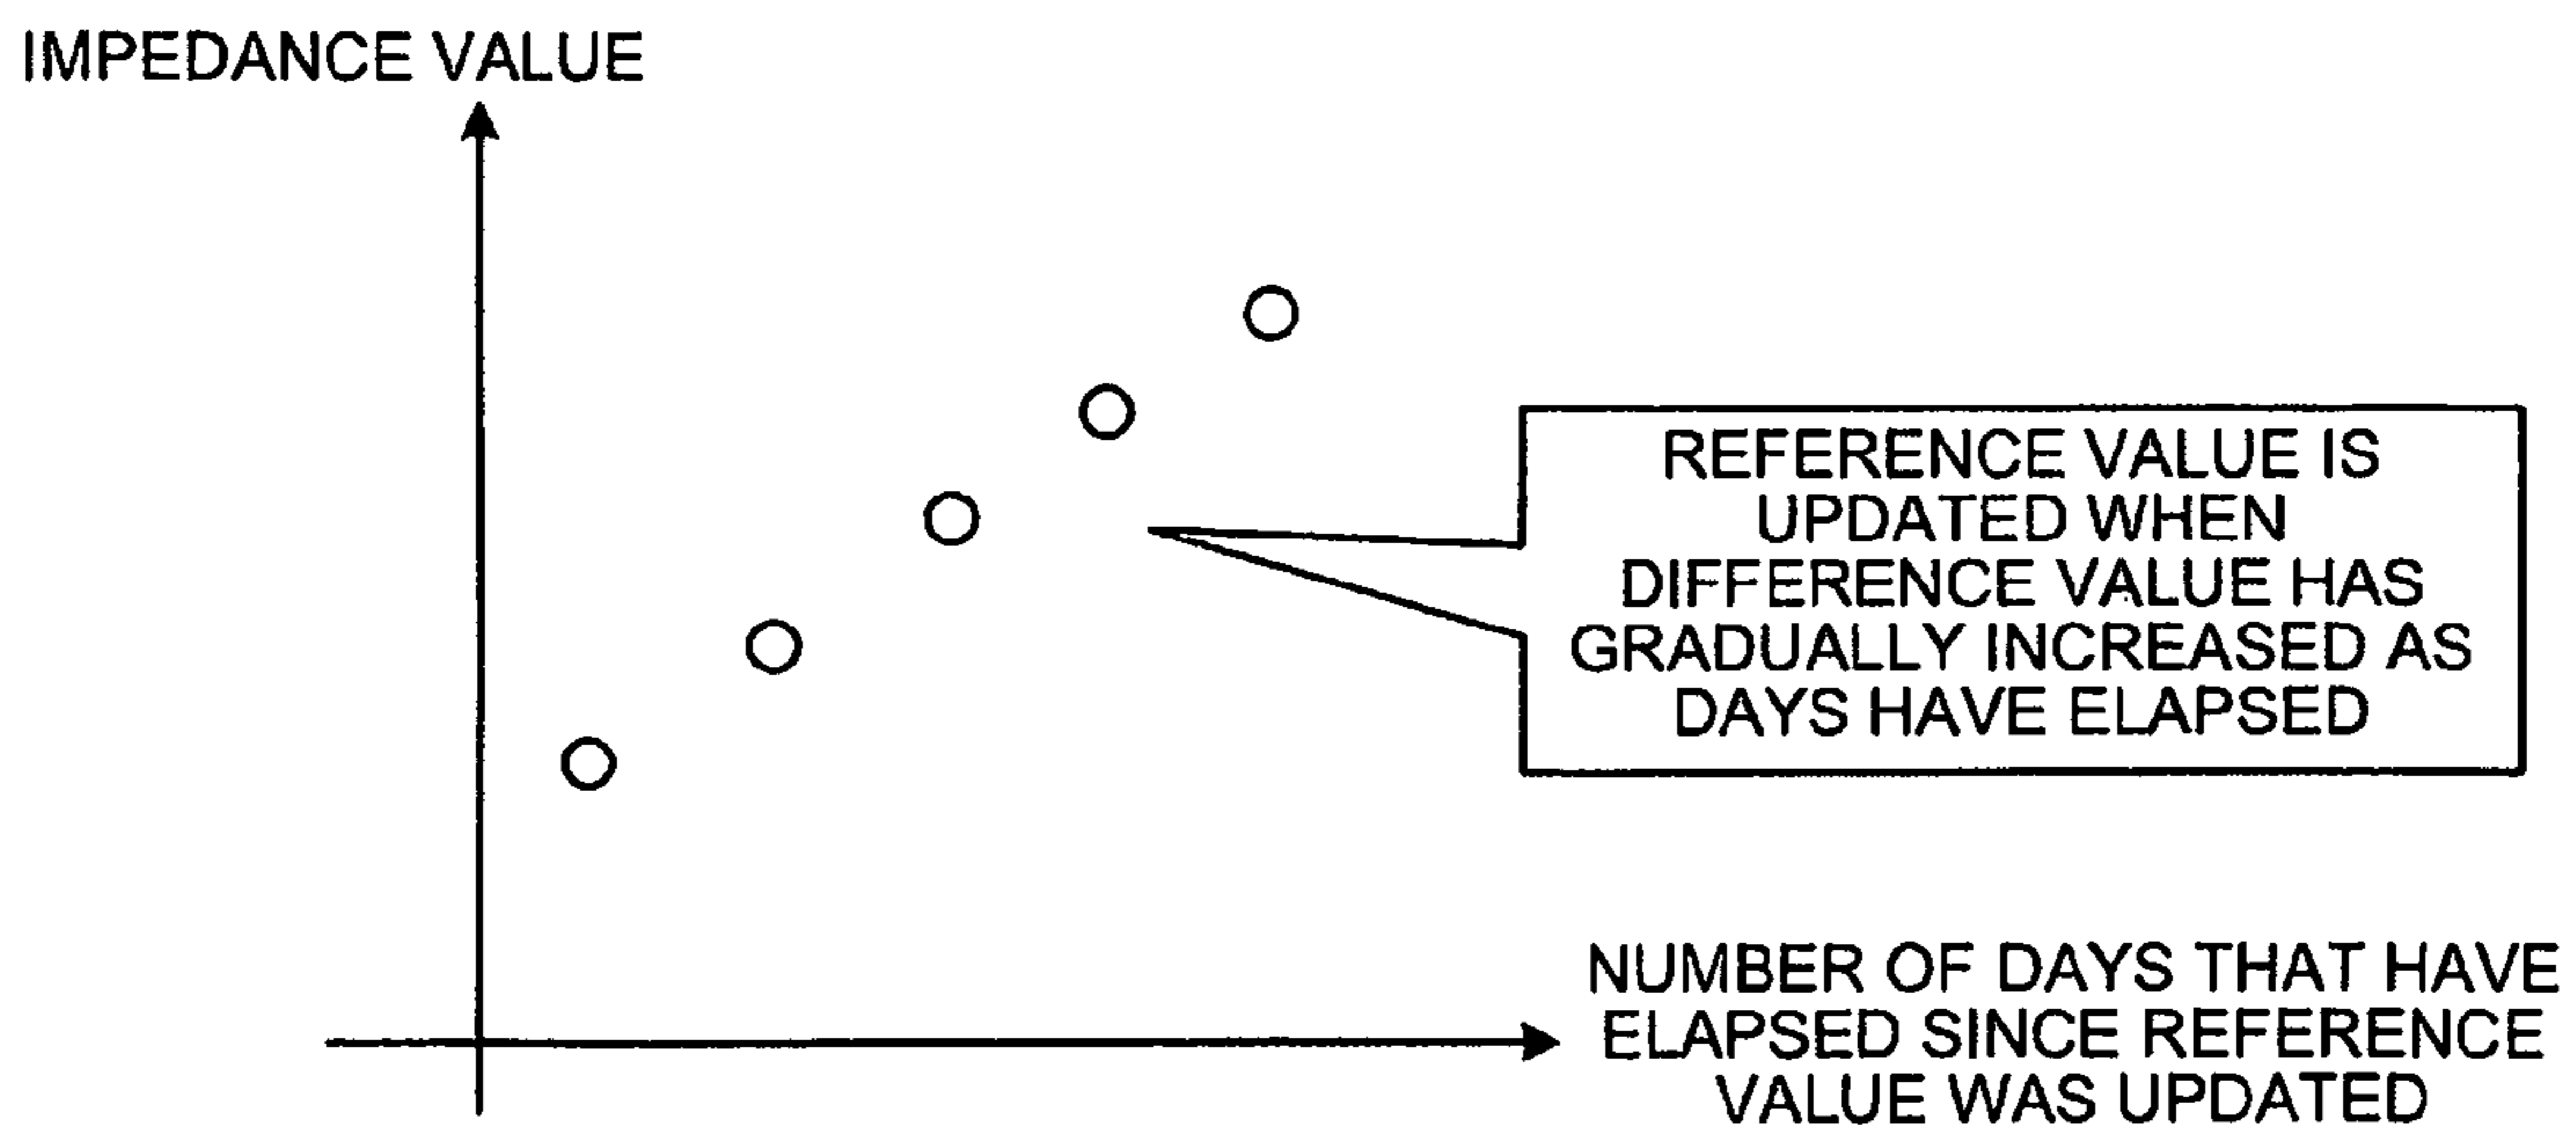 IMPEDANCE VALUE
REFERENCE VALUE IS
UPDATED WHEN
DIFFERENCE VALUE HAS
GRADUALLY INCREASED AS
DAYS HAVE ELAPSED
NUMBER OF DAYS THAT HAVE
ELAPSED SINCE REFERENCE
VALUE WAS UPDATED